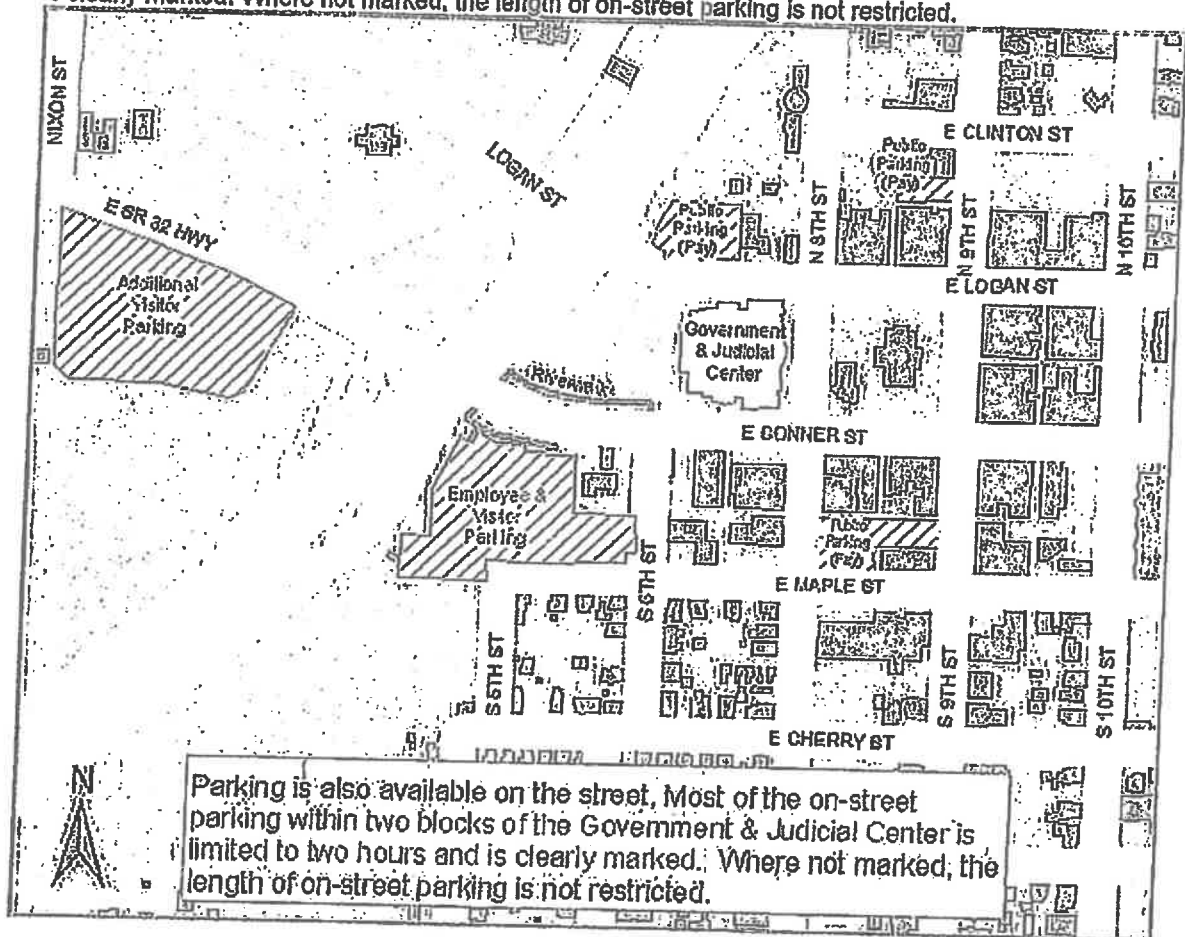 clearly marked. Where not marked, the length of on-street parking is not restricted.
NIXON ST
LOGAN ST
E CLINTON ST
Public
Parking
(Pay)
E SR 32 HWY
Public
Parking
(Pay)
N 8TH ST
N 9TH ST
N 10TH ST
E LOGAN ST
Additional
Visitor
Parking
Government
& Judicial
Center
Riverwalk
E CONNER ST
Employee &
Visitor
Parking
Public
Parking
(Pay)
S 6TH ST
E MAPLE ST
S 9TH ST
S 10TH ST
E CHERRY ST
N
Parking is also available on the street, Most of the on-street
parking within two blocks of the Government & Judicial Center is
limited to two hours and is clearly marked. Where not marked, the
length of on-street parking is not restricted.